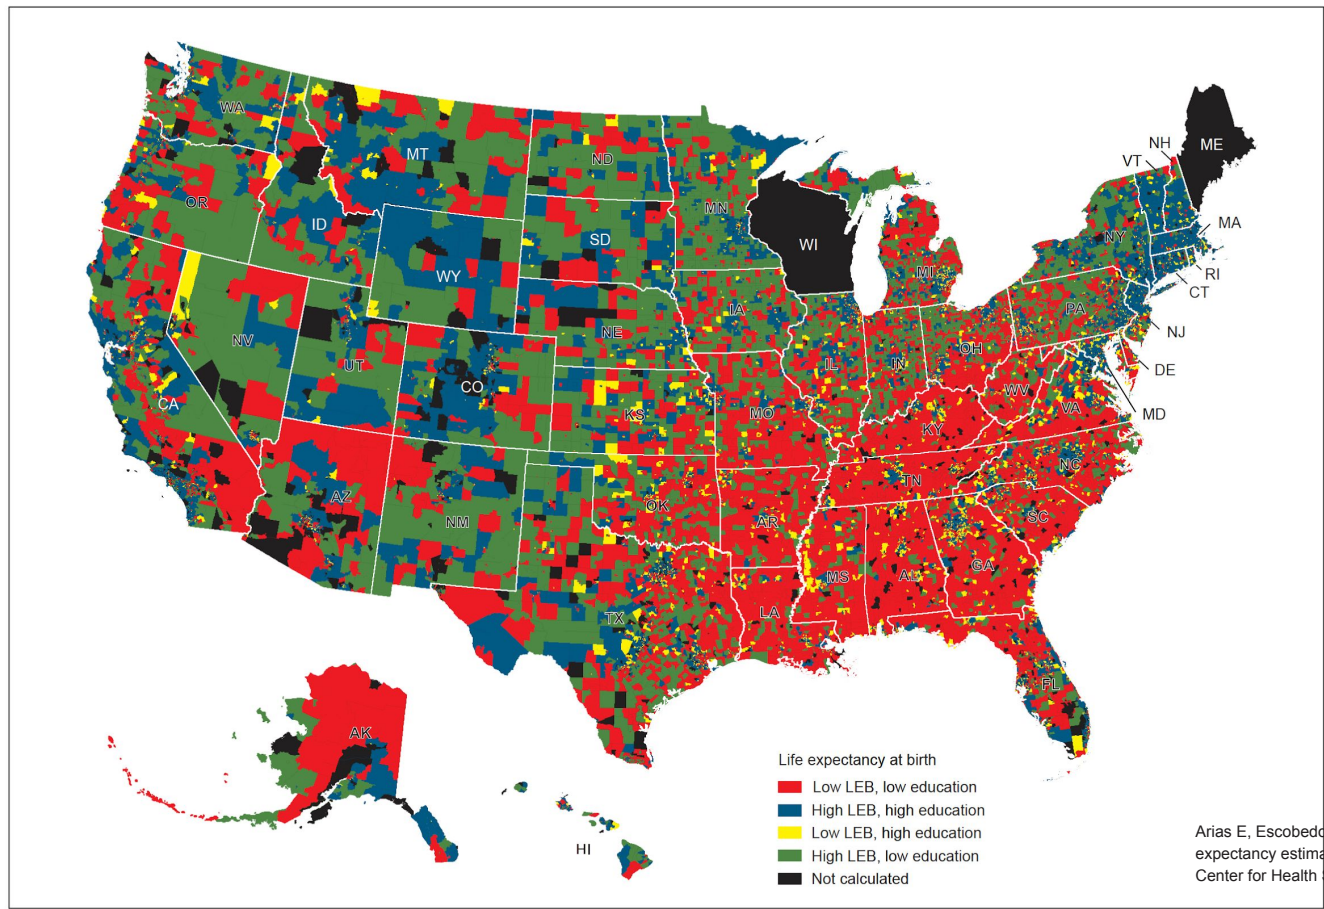 WA
MT
ND
MN
OR
ID
SD
WY
WI
MI
NH
VT
ME
MA
NY
RI
CT
NV
UT
CO
NE
IA
IL
IN
OH
PA
NJ
DE
MD
CA
KS
MO
KY
WV
VA
AZ
NM
OK
AR
TN
NC
SC
TX
LA
MS
AL
GA
FL
AK
HI
Life expectancy at birth
Low LEB, low education
High LEB, high education
Low LEB, high education
High LEB, low education
Not calculated
Arias E,
expectancy
Center for Health